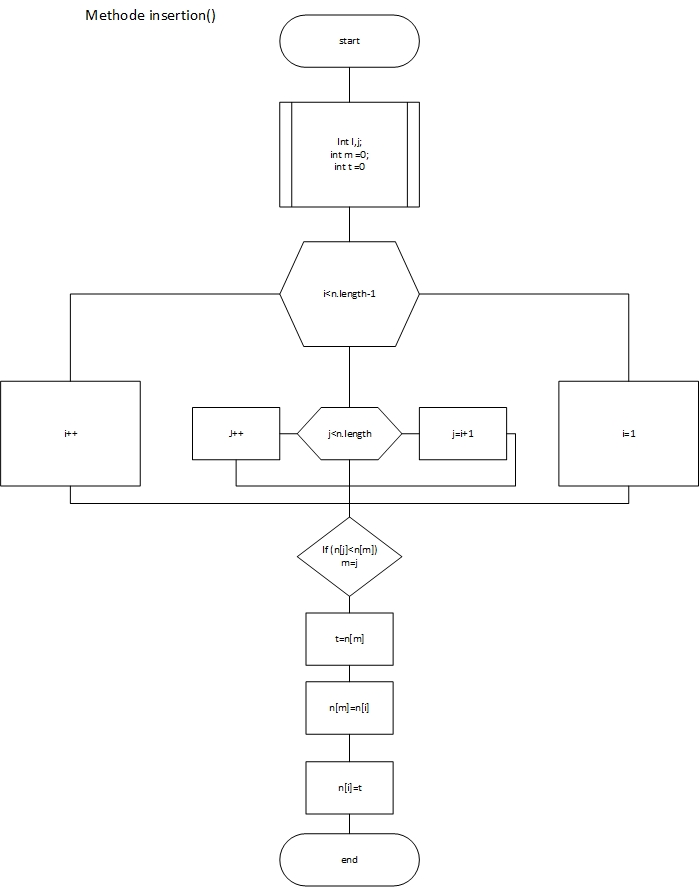 Methode insertion()
start
Int I,j;
int m =0;
int t =0
i<n.length-1
i++
J++
j<n.length
j=i+1
i=1
If (n[j]<n[m])
m=j
t=n[m]
n[m]=n[i]
n[i]=t
end